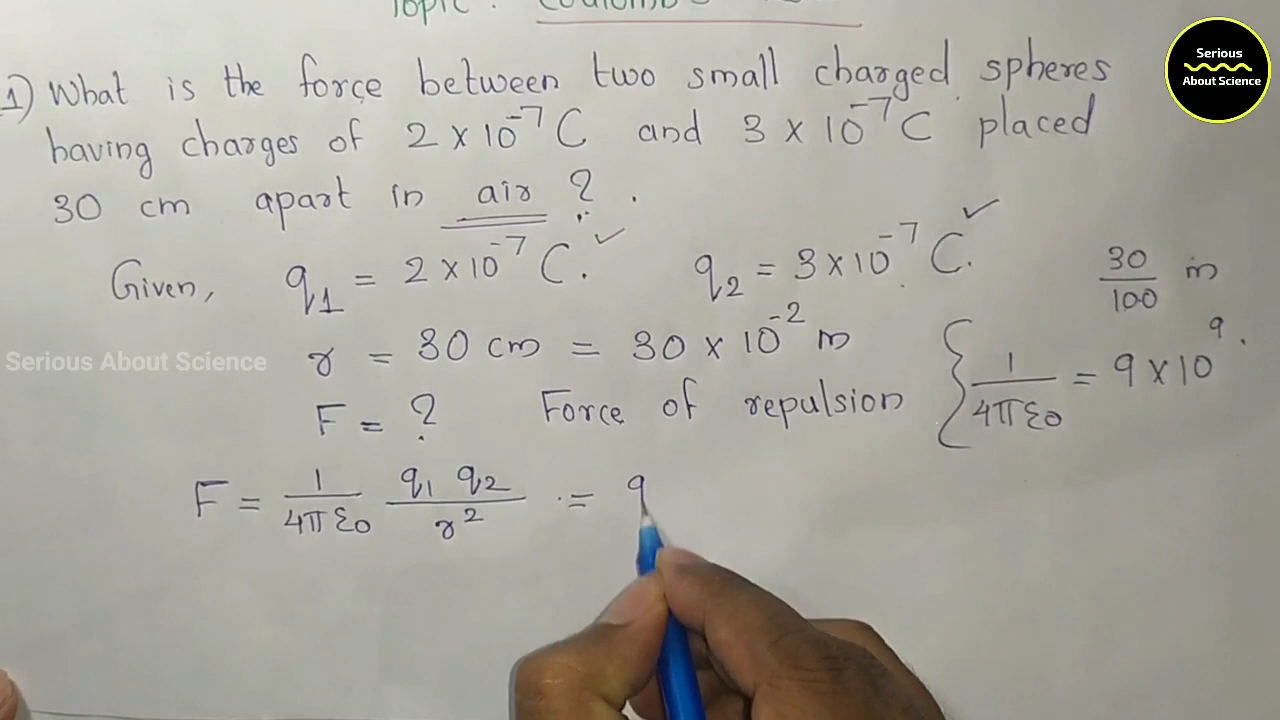 Topic :
Serious
About Science
1) What is the force between two small charged spheres
having charges of 2 × 10⁻⁷ C and 3 × 10⁻⁷ C placed
30 cm apart in air ? .
Given, q₁ = 2 × 10⁻⁷ C. ✓ q₂ = 3 × 10⁻⁷ C. ✓
30/100 m
r = 30 cm = 30 × 10⁻² m
{ 1/4πε₀ = 9 × 10⁹.
Serious About Science
F = ? Force of repulsion
F = 1/4πε₀ q₁ q₂/r² = 9